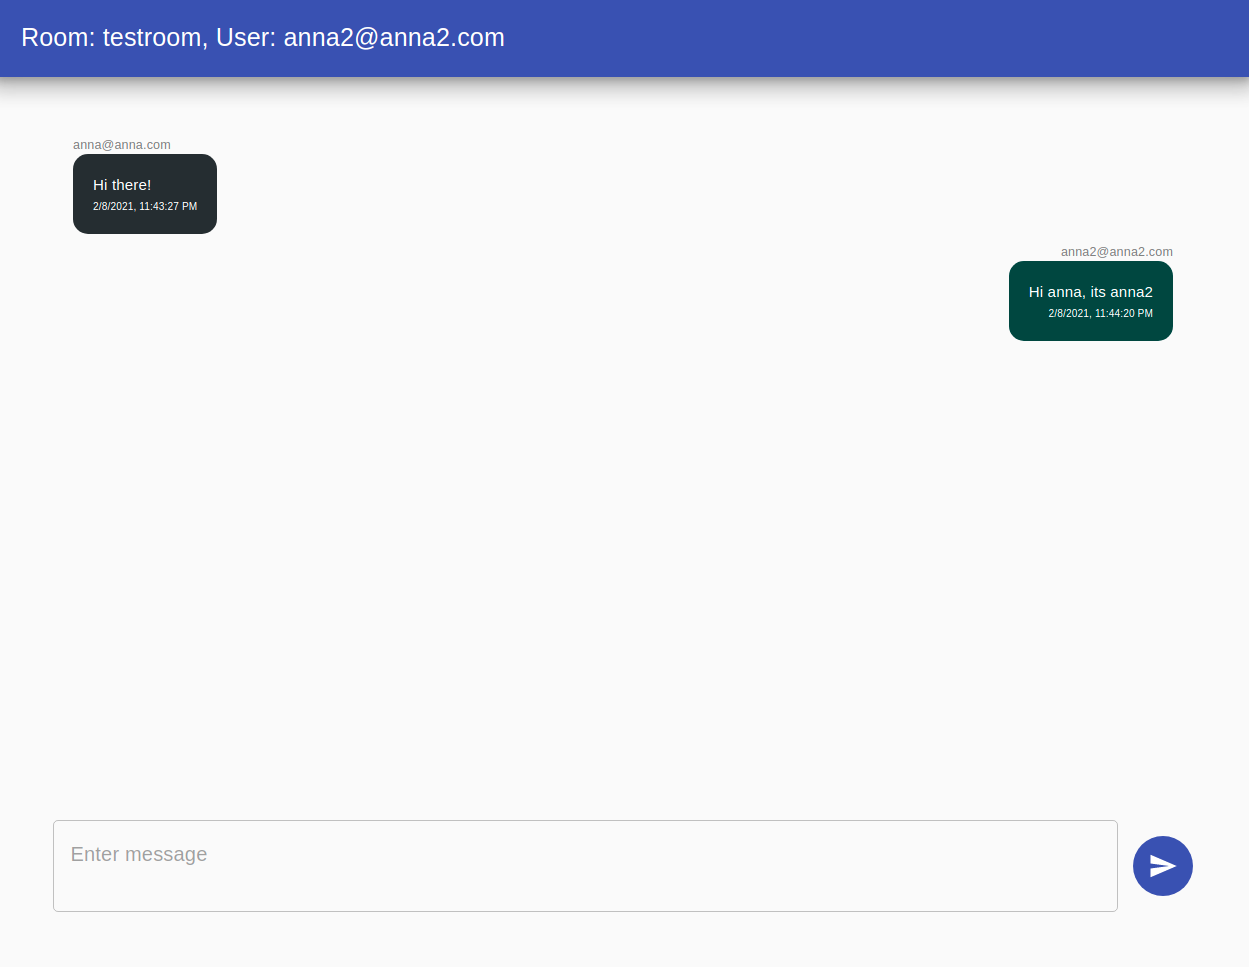 Room: testroom, User: anna2@anna2.com
anna@anna.com
Hi there!
2/8/2021, 11:43:27 PM
anna2@anna2.com
Hi anna, its anna2
2/8/2021, 11:44:20 PM
Enter message